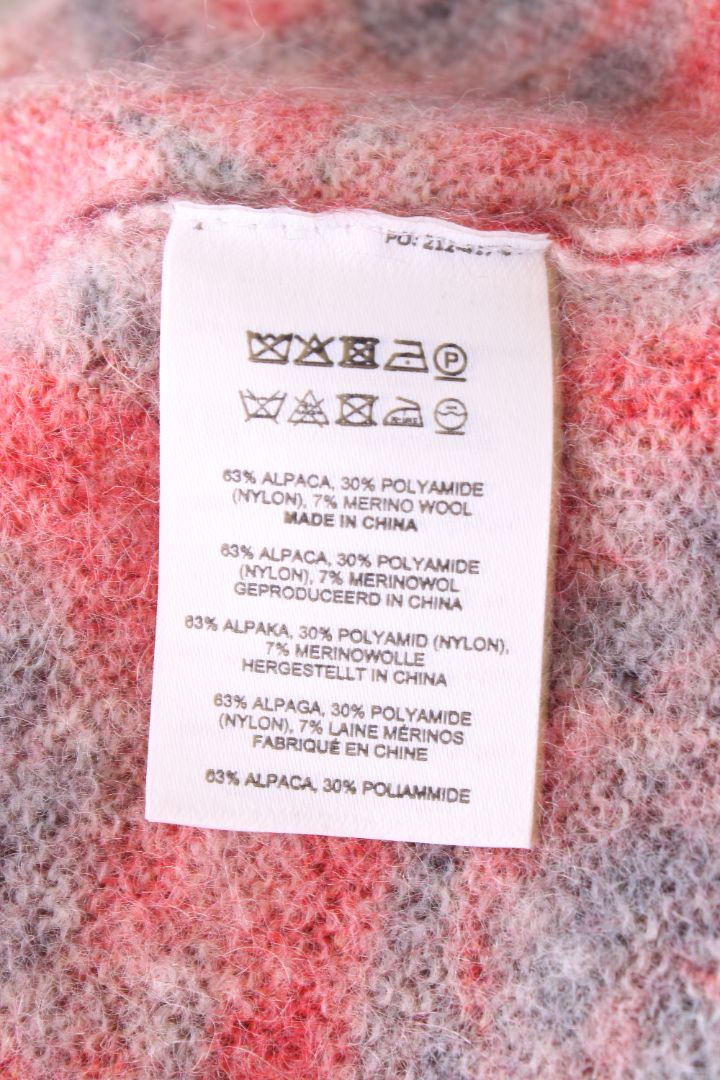 63% ALPACA, 30% POLYAMIDE
(NYLON), 7% MERINO WOOL
MADE IN CHINA
63% ALPACA, 30% POLYAMIDE
(NYLON), 7% MERINOWOL
GEPRODUCEERD IN CHINA
63% ALPAKA, 30% POLYAMID (NYLON),
7% MERINOWOLLE
HERGESTELLT IN CHINA
63% ALPAGA, 30% POLYAMIDE
(NYLON), 7% LAINE MÉRINOS
FABRIQUÉ EN CHINE
63% ALPACA, 30% POLIAMMIDE